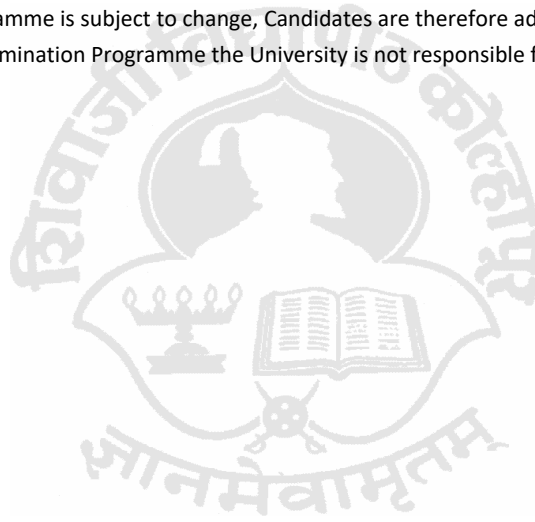 amme is subject to change, Candidates are therefore ad
mination Programme the University is not responsible f
शिवाजी विद्यापीठ कोल्हापूर
ज्ञानमेवामृतम्